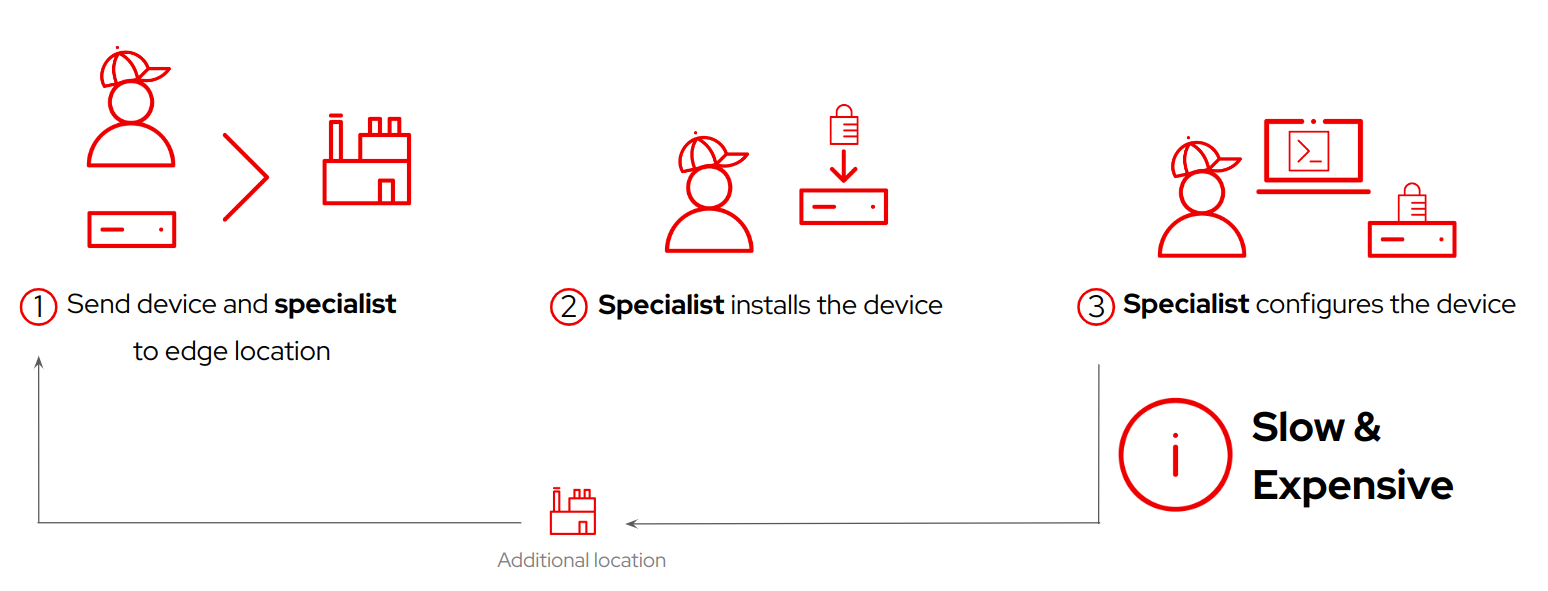 1 Send device and specialist
to edge location
2 Specialist installs the device
3 Specialist configures the device
i
Slow &
Expensive
Additional location